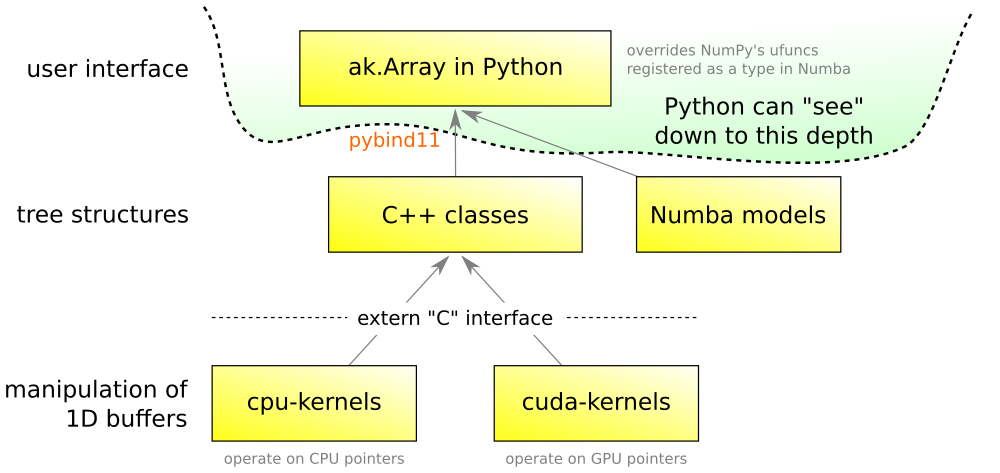 user interface
ak.Array in Python
overrides NumPy's ufuncs
registered as a type in Numba
Python can "see"
down to this depth
pybind11
tree structures
C++ classes
Numba models
extern "C" interface
manipulation of
1D buffers
cpu-kernels
cuda-kernels
operate on CPU pointers
operate on GPU pointers